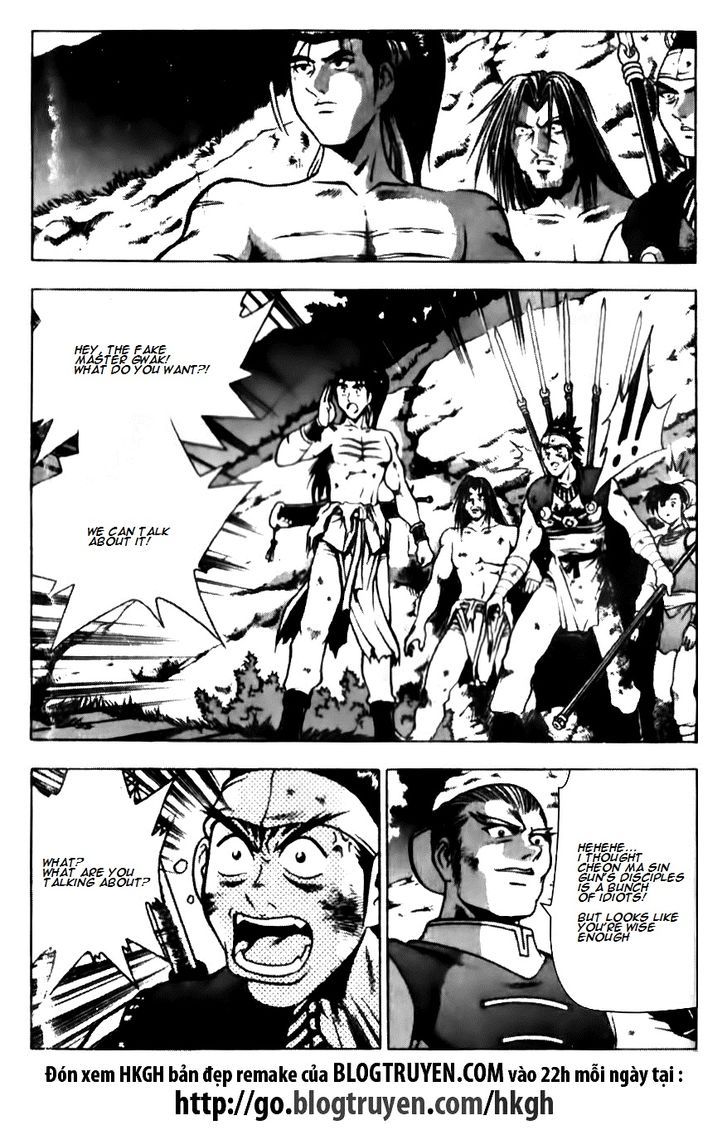 HEY, THE FAKE
MASTER GWAK!
WHAT DO YOU WANT?!
WE CAN TALK
ABOUT IT!
!!
WHAT?
WHAT ARE YOU
TALKING ABOUT?
HEHEHE...
I THOUGHT
CHEON MA SIN
GUN'S DISCIPLES
IS A BUNCH
OF IDIOTS!
BUT LOOKS LIKE
YOU'RE WISE
ENOUGH
Đón xem HKGH bản đẹp remake của BLOGTRUYEN.COM vào 22h mỗi ngày tại :
http://go.blogtruyen.com/hkgh